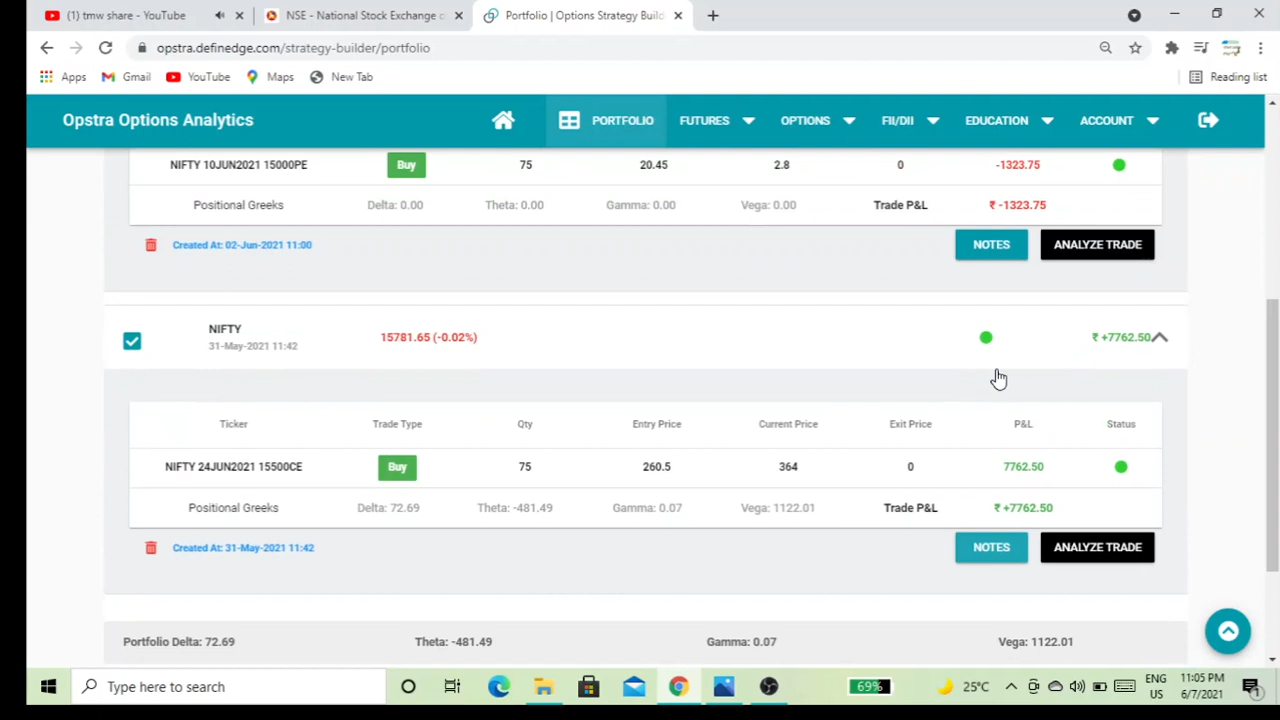 (1) tmw share - YouTube
NSE - National Stock Exchange o
Portfolio | Options Strategy Build
opstra.definedge.com/strategy-builder/portfolio
Apps Gmail YouTube Maps New Tab Reading list
Opstra Options Analytics PORTFOLIO FUTURES OPTIONS FII/DII EDUCATION ACCOUNT
NIFTY 10JUN2021 15000PE Buy 75 20.45 2.8 0 -1323.75
Positional Greeks Delta: 0.00 Theta: 0.00 Gamma: 0.00 Vega: 0.00 Trade P&L ₹ -1323.75
Created At: 02-Jun-2021 11:00 NOTES ANALYZE TRADE
NIFTY
31-May-2021 11:42
15781.65 (-0.02%) ₹ +7762.50
Ticker Trade Type Qty Entry Price Current Price Exit Price P&L Status
NIFTY 24JUN2021 15500CE Buy 75 260.5 364 0 7762.50
Positional Greeks Delta: 72.69 Theta: -481.49 Gamma: 0.07 Vega: 1122.01 Trade P&L ₹ +7762.50
Created At: 31-May-2021 11:42 NOTES ANALYZE TRADE
Portfolio Delta: 72.69 Theta: -481.49 Gamma: 0.07 Vega: 1122.01
Type here to search
69%
25°C
ENG
US
11:05 PM
6/7/2021
1